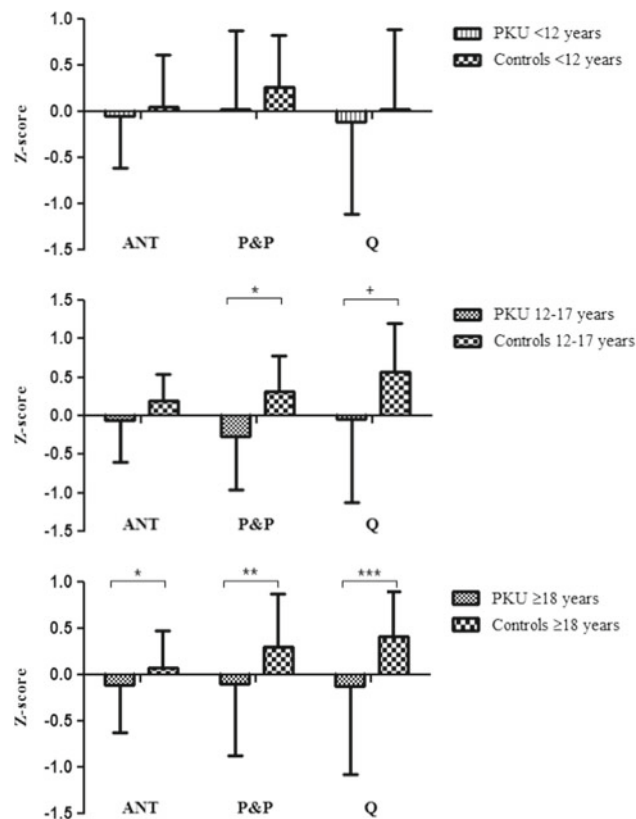 1.0
0.5
0.0
-0.5
-1.0
-1.5
Z-score
ANT P&P Q
PKU <12 years
Controls <12 years
1.5
1.0
0.5
0.0
-0.5
-1.0
-1.5
Z-score
* +
ANT P&P Q
PKU 12-17 years
Controls 12-17 years
1.0
0.5
0.0
-0.5
-1.0
-1.5
Z-score
* ** ***
ANT P&P Q
PKU ≥18 years
Controls ≥18 years